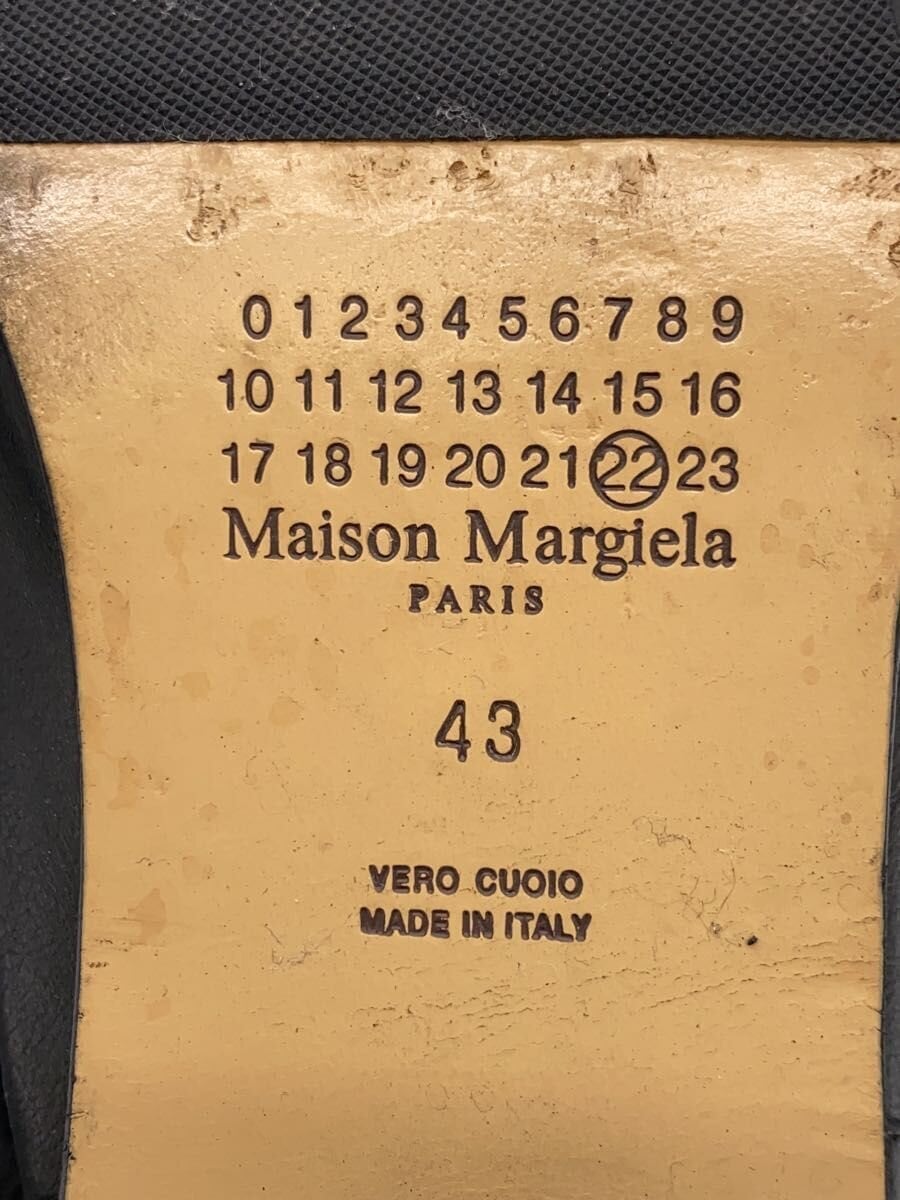 0 1 2 3 4 5 6 7 8 9
10 11 12 13 14 15 16
17 18 19 20 21 22 23
Maison Margiela
PARIS
43
VERO CUOIO
MADE IN ITALY